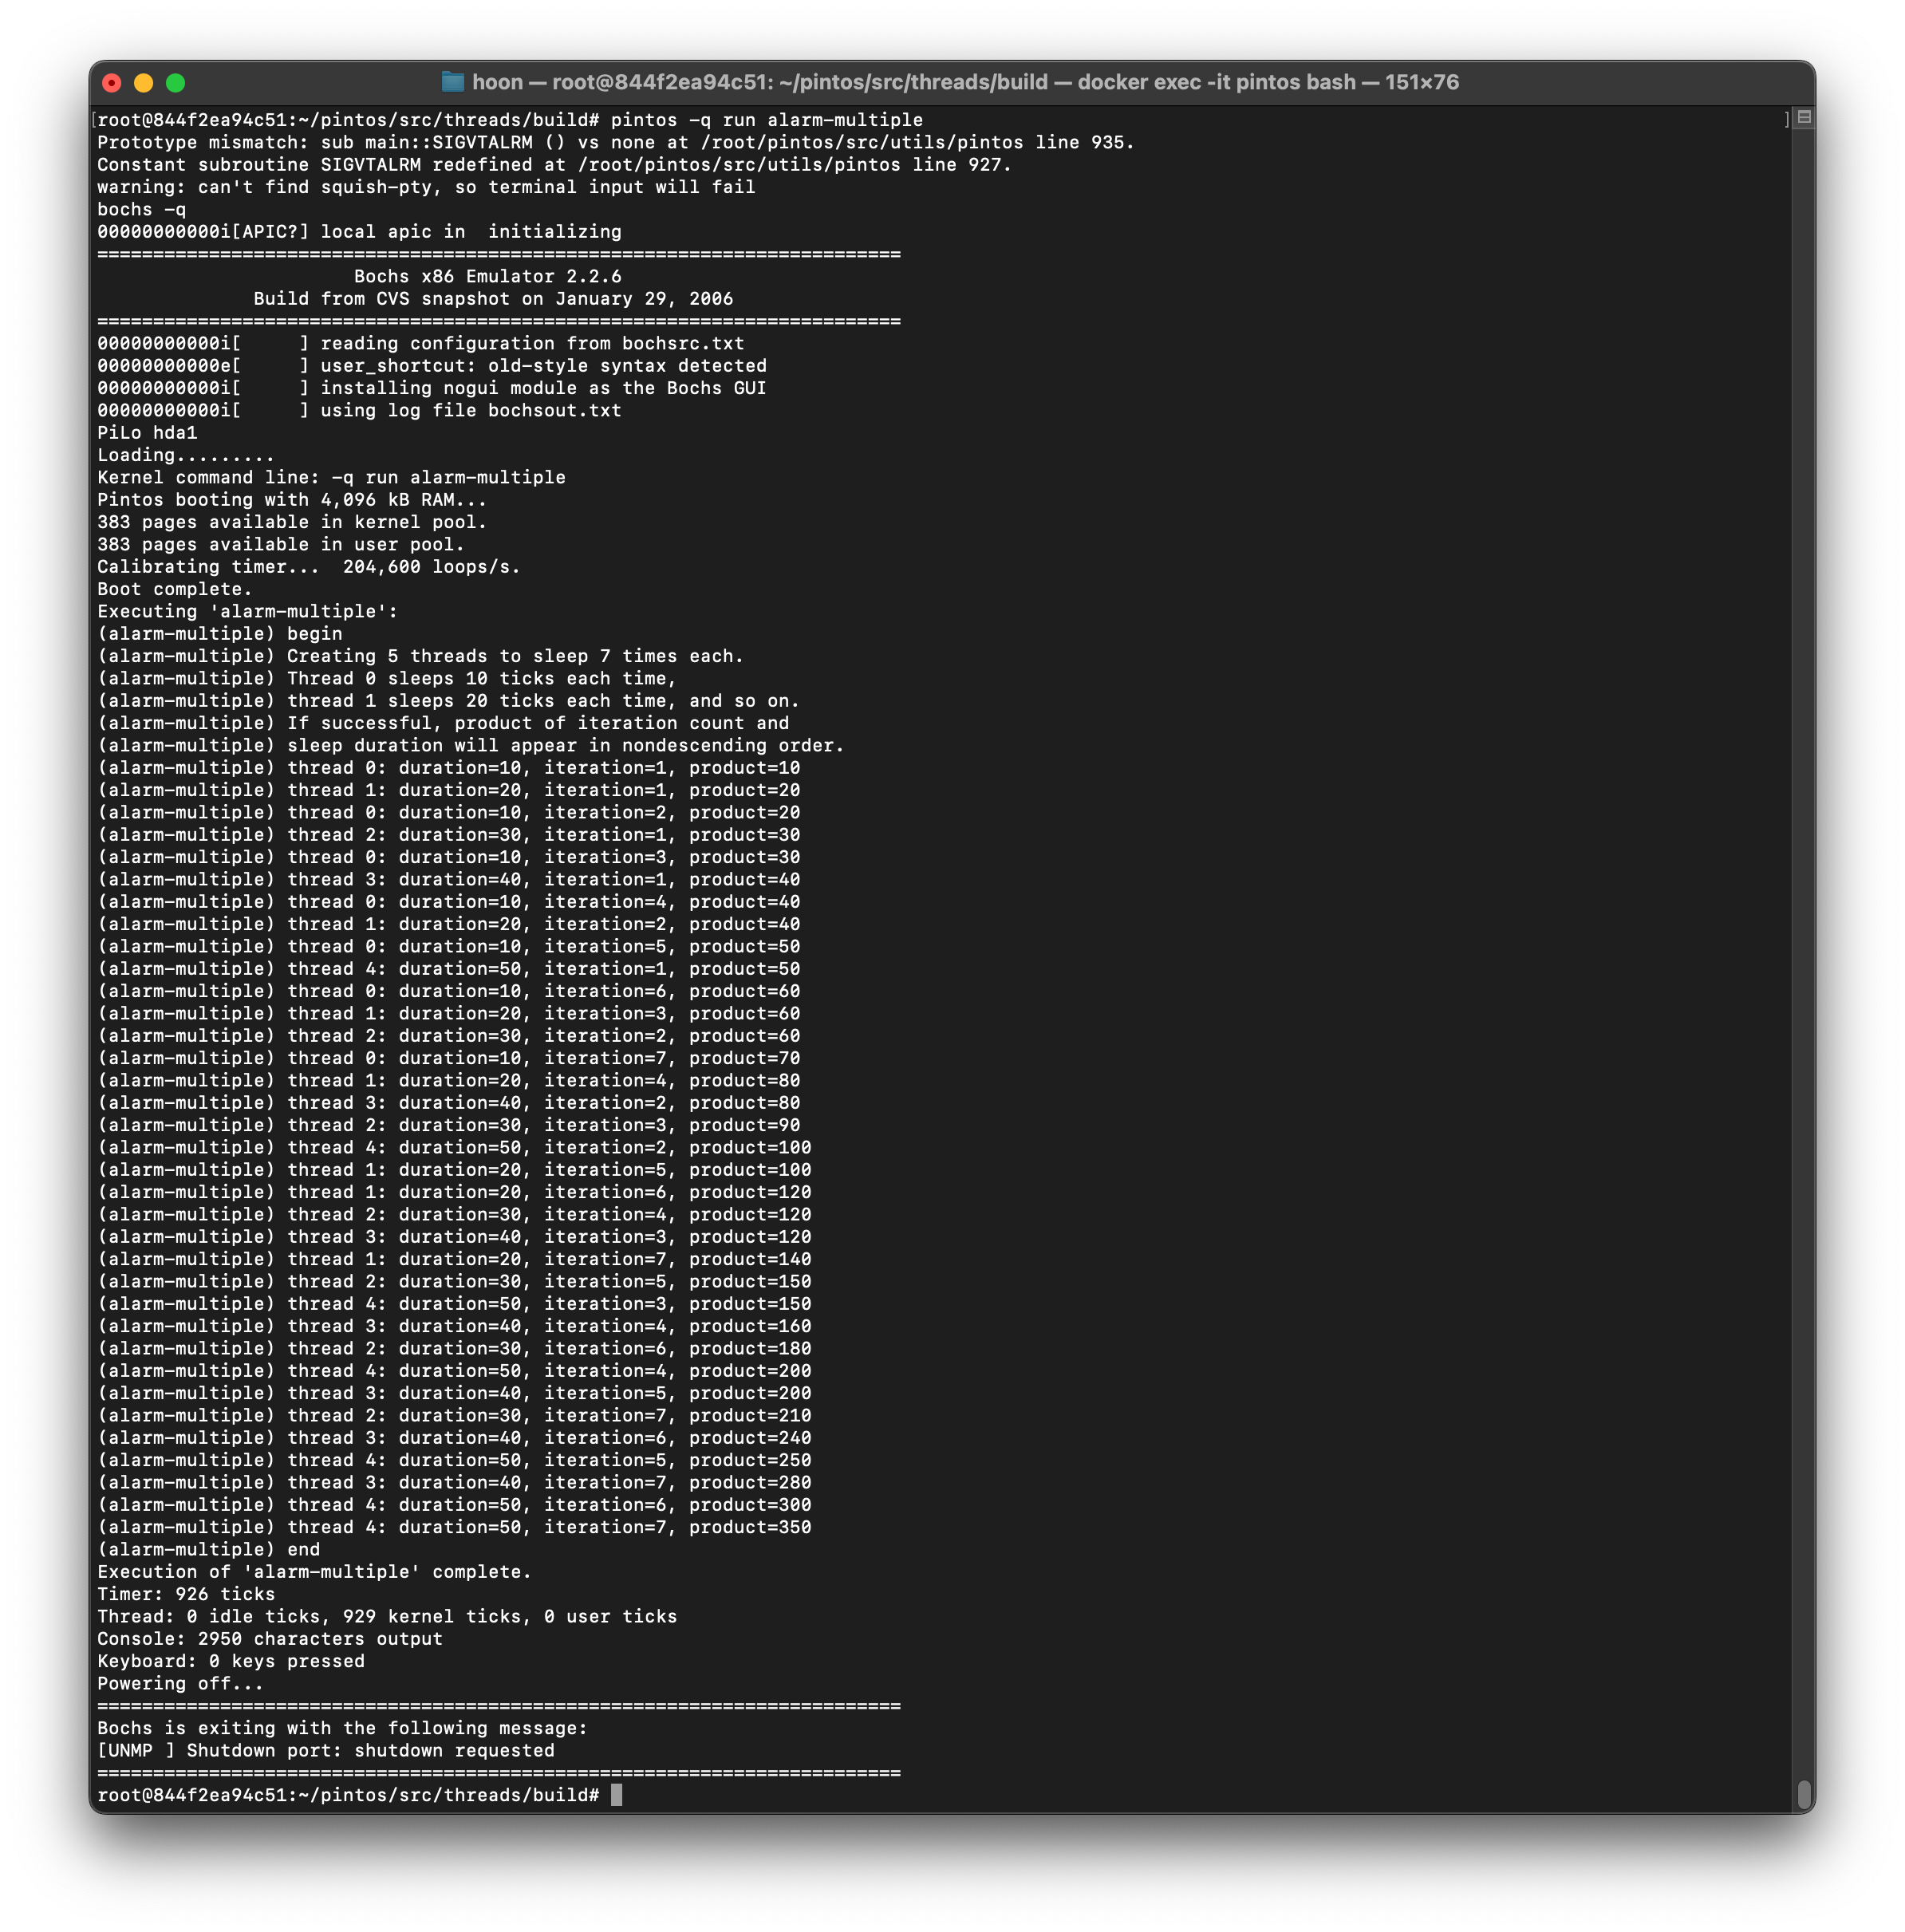 hoon — root@844f2ea94c51: ~/pintos/src/threads/build — docker exec -it pintos bash — 151×76
[root@844f2ea94c51:~/pintos/src/threads/build# pintos -q run alarm-multiple ]
Prototype mismatch: sub main::SIGVTALRM () vs none at /root/pintos/src/utils/pintos line 935.
Constant subroutine SIGVTALRM redefined at /root/pintos/src/utils/pintos line 927.
warning: can't find squish-pty, so terminal input will fail
bochs -q
00000000000i[APIC?] local apic in  initializing
========================================================================
                       Bochs x86 Emulator 2.2.6
              Build from CVS snapshot on January 29, 2006
========================================================================
00000000000i[     ] reading configuration from bochsrc.txt
00000000000e[     ] user_shortcut: old-style syntax detected
00000000000i[     ] installing nogui module as the Bochs GUI
00000000000i[     ] using log file bochsout.txt
PiLo hda1
Loading.........
Kernel command line: -q run alarm-multiple
Pintos booting with 4,096 kB RAM...
383 pages available in kernel pool.
383 pages available in user pool.
Calibrating timer...  204,600 loops/s.
Boot complete.
Executing 'alarm-multiple':
(alarm-multiple) begin
(alarm-multiple) Creating 5 threads to sleep 7 times each.
(alarm-multiple) Thread 0 sleeps 10 ticks each time,
(alarm-multiple) thread 1 sleeps 20 ticks each time, and so on.
(alarm-multiple) If successful, product of iteration count and
(alarm-multiple) sleep duration will appear in nondescending order.
(alarm-multiple) thread 0: duration=10, iteration=1, product=10
(alarm-multiple) thread 1: duration=20, iteration=1, product=20
(alarm-multiple) thread 0: duration=10, iteration=2, product=20
(alarm-multiple) thread 2: duration=30, iteration=1, product=30
(alarm-multiple) thread 0: duration=10, iteration=3, product=30
(alarm-multiple) thread 3: duration=40, iteration=1, product=40
(alarm-multiple) thread 0: duration=10, iteration=4, product=40
(alarm-multiple) thread 1: duration=20, iteration=2, product=40
(alarm-multiple) thread 0: duration=10, iteration=5, product=50
(alarm-multiple) thread 4: duration=50, iteration=1, product=50
(alarm-multiple) thread 0: duration=10, iteration=6, product=60
(alarm-multiple) thread 1: duration=20, iteration=3, product=60
(alarm-multiple) thread 2: duration=30, iteration=2, product=60
(alarm-multiple) thread 0: duration=10, iteration=7, product=70
(alarm-multiple) thread 1: duration=20, iteration=4, product=80
(alarm-multiple) thread 3: duration=40, iteration=2, product=80
(alarm-multiple) thread 2: duration=30, iteration=3, product=90
(alarm-multiple) thread 4: duration=50, iteration=2, product=100
(alarm-multiple) thread 1: duration=20, iteration=5, product=100
(alarm-multiple) thread 1: duration=20, iteration=6, product=120
(alarm-multiple) thread 2: duration=30, iteration=4, product=120
(alarm-multiple) thread 3: duration=40, iteration=3, product=120
(alarm-multiple) thread 1: duration=20, iteration=7, product=140
(alarm-multiple) thread 2: duration=30, iteration=5, product=150
(alarm-multiple) thread 4: duration=50, iteration=3, product=150
(alarm-multiple) thread 3: duration=40, iteration=4, product=160
(alarm-multiple) thread 2: duration=30, iteration=6, product=180
(alarm-multiple) thread 4: duration=50, iteration=4, product=200
(alarm-multiple) thread 3: duration=40, iteration=5, product=200
(alarm-multiple) thread 2: duration=30, iteration=7, product=210
(alarm-multiple) thread 3: duration=40, iteration=6, product=240
(alarm-multiple) thread 4: duration=50, iteration=5, product=250
(alarm-multiple) thread 3: duration=40, iteration=7, product=280
(alarm-multiple) thread 4: duration=50, iteration=6, product=300
(alarm-multiple) thread 4: duration=50, iteration=7, product=350
(alarm-multiple) end
Execution of 'alarm-multiple' complete.
Timer: 926 ticks
Thread: 0 idle ticks, 929 kernel ticks, 0 user ticks
Console: 2950 characters output
Keyboard: 0 keys pressed
Powering off...
========================================================================
Bochs is exiting with the following message:
[UNMP ] Shutdown port: shutdown requested
========================================================================
root@844f2ea94c51:~/pintos/src/threads/build#